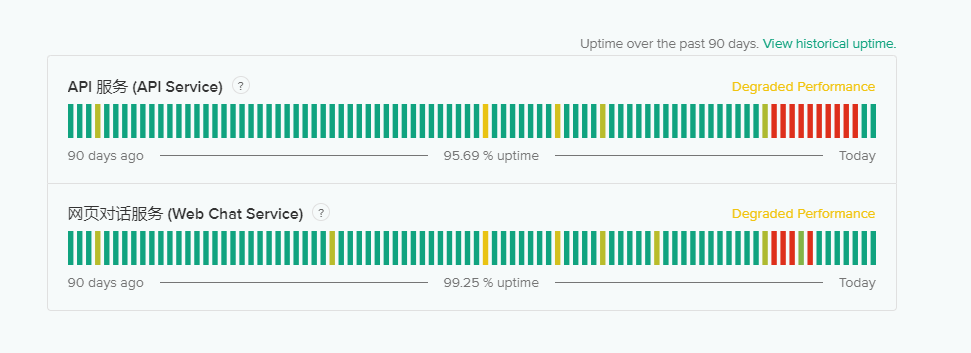 Uptime over the past 90 days. View historical uptime.
API 服务 (API Service) ? Degraded Performance
90 days ago 95.69 % uptime Today
网页对话服务 (Web Chat Service) ? Degraded Performance
90 days ago 99.25 % uptime Today